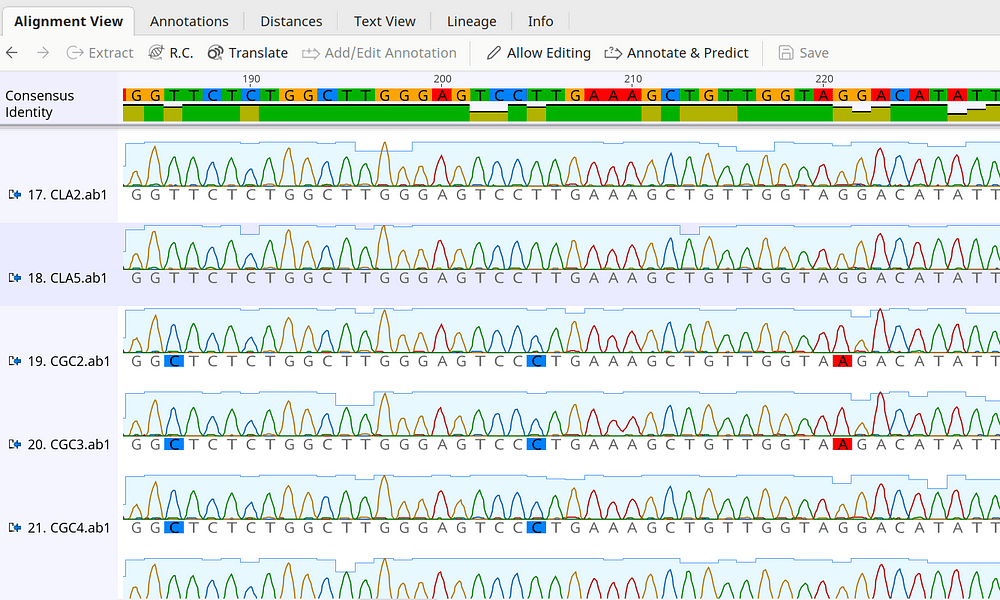 Alignment View Annotations Distances Text View Lineage Info
Extract R.C. Translate Add/Edit Annotation Allow Editing Annotate & Predict Save
190 200 210 220
Consensus G G T T C T C T G G C T T G G G A G T C C T T G A A A G C T G T T G G T A G G A C A T A T T
Identity
17. CLA2.ab1 G G T T C T C T G G C T T G G G A G T C C T T G A A A G C T G T T G G T A G G A C A T A T T
18. CLA5.ab1 G G T T C T C T G G C T T G G G A G T C C T T G A A A G C T G T T G G T A G G A C A T A T T
19. CGC2.ab1 G G C T C T C T G G C T T G G G A G T C C C T G A A A G C T G T T G G T A A G A C A T A T T
20. CGC3.ab1 G G C T C T C T G G C T T G G G A G T C C C T G A A A G C T G T T G G T A A G A C A T A T T
21. CGC4.ab1 G G C T C T C T G G C T T G G G A G T C C C T G A A A G C T G T T G G T A G G A C A T A T T